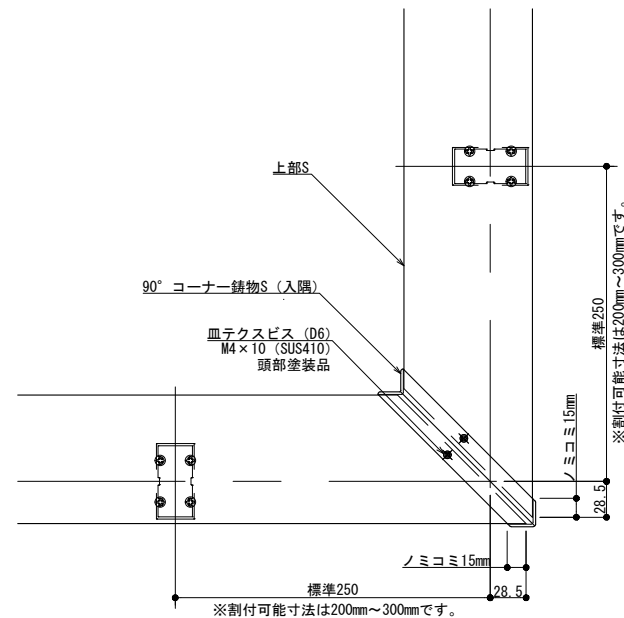 上部S
90°コーナー鋳物S（入隅）
皿テクスビス（D6）
M4×10（SUS410）
頭部塗装品
標準250
※割付可能寸法は200mm～300mmです。
ノミコミ15mm
28.5
ノミコミ15mm
標準250
28.5
※割付可能寸法は200mm～300mmです。